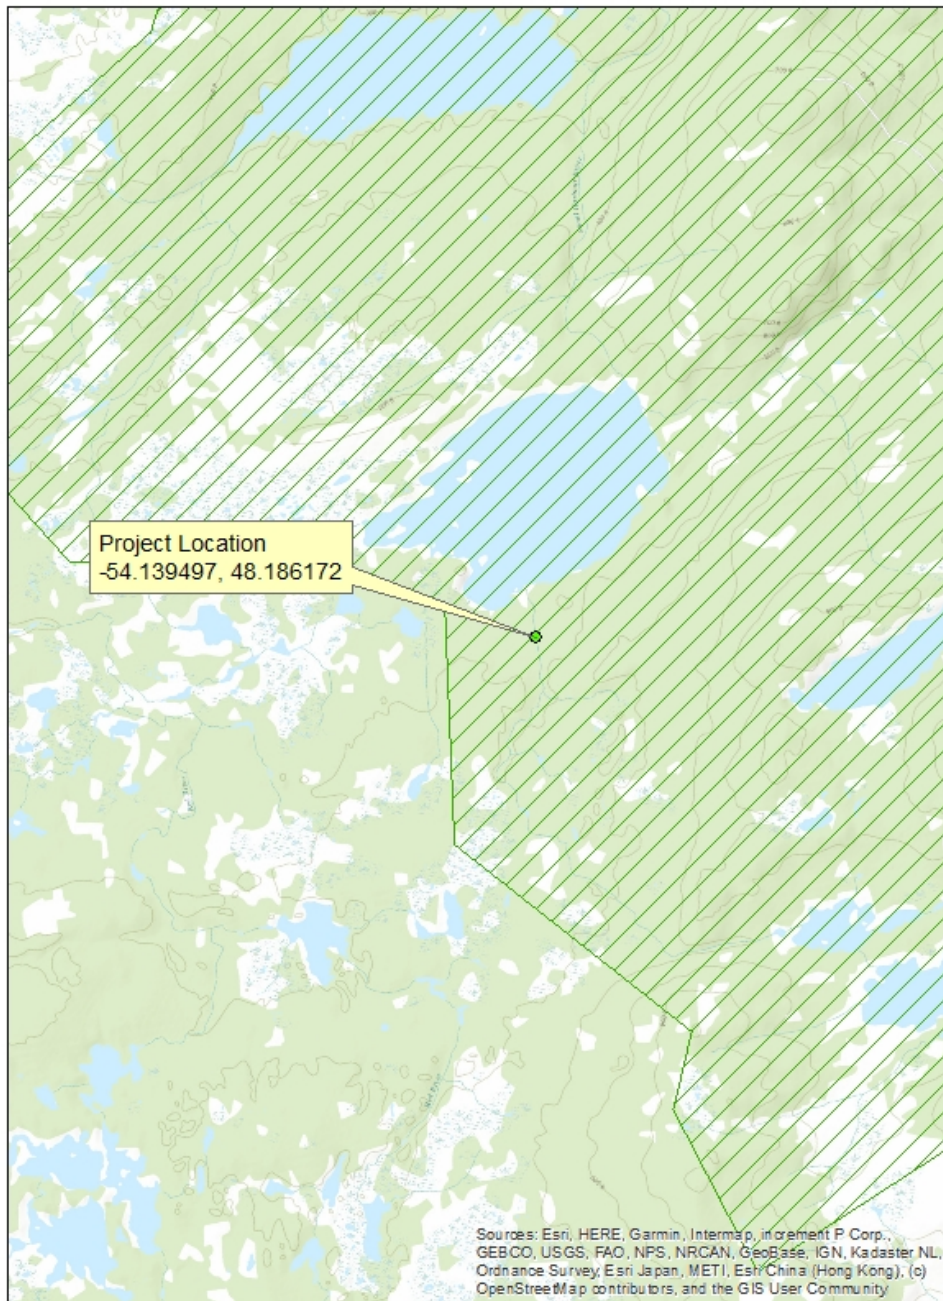 Project Location
-54.139497, 48.186172
Sources: Esri, HERE, Garmin, Intermap, increment P Corp.,
GEBCO, USGS, FAO, NPS, NRCAN, GeoBase, IGN, Kadaster NL,
Ordnance Survey, Esri Japan, METI, Esri China (Hong Kong), (c)
OpenStreetMap contributors, and the GIS User Community